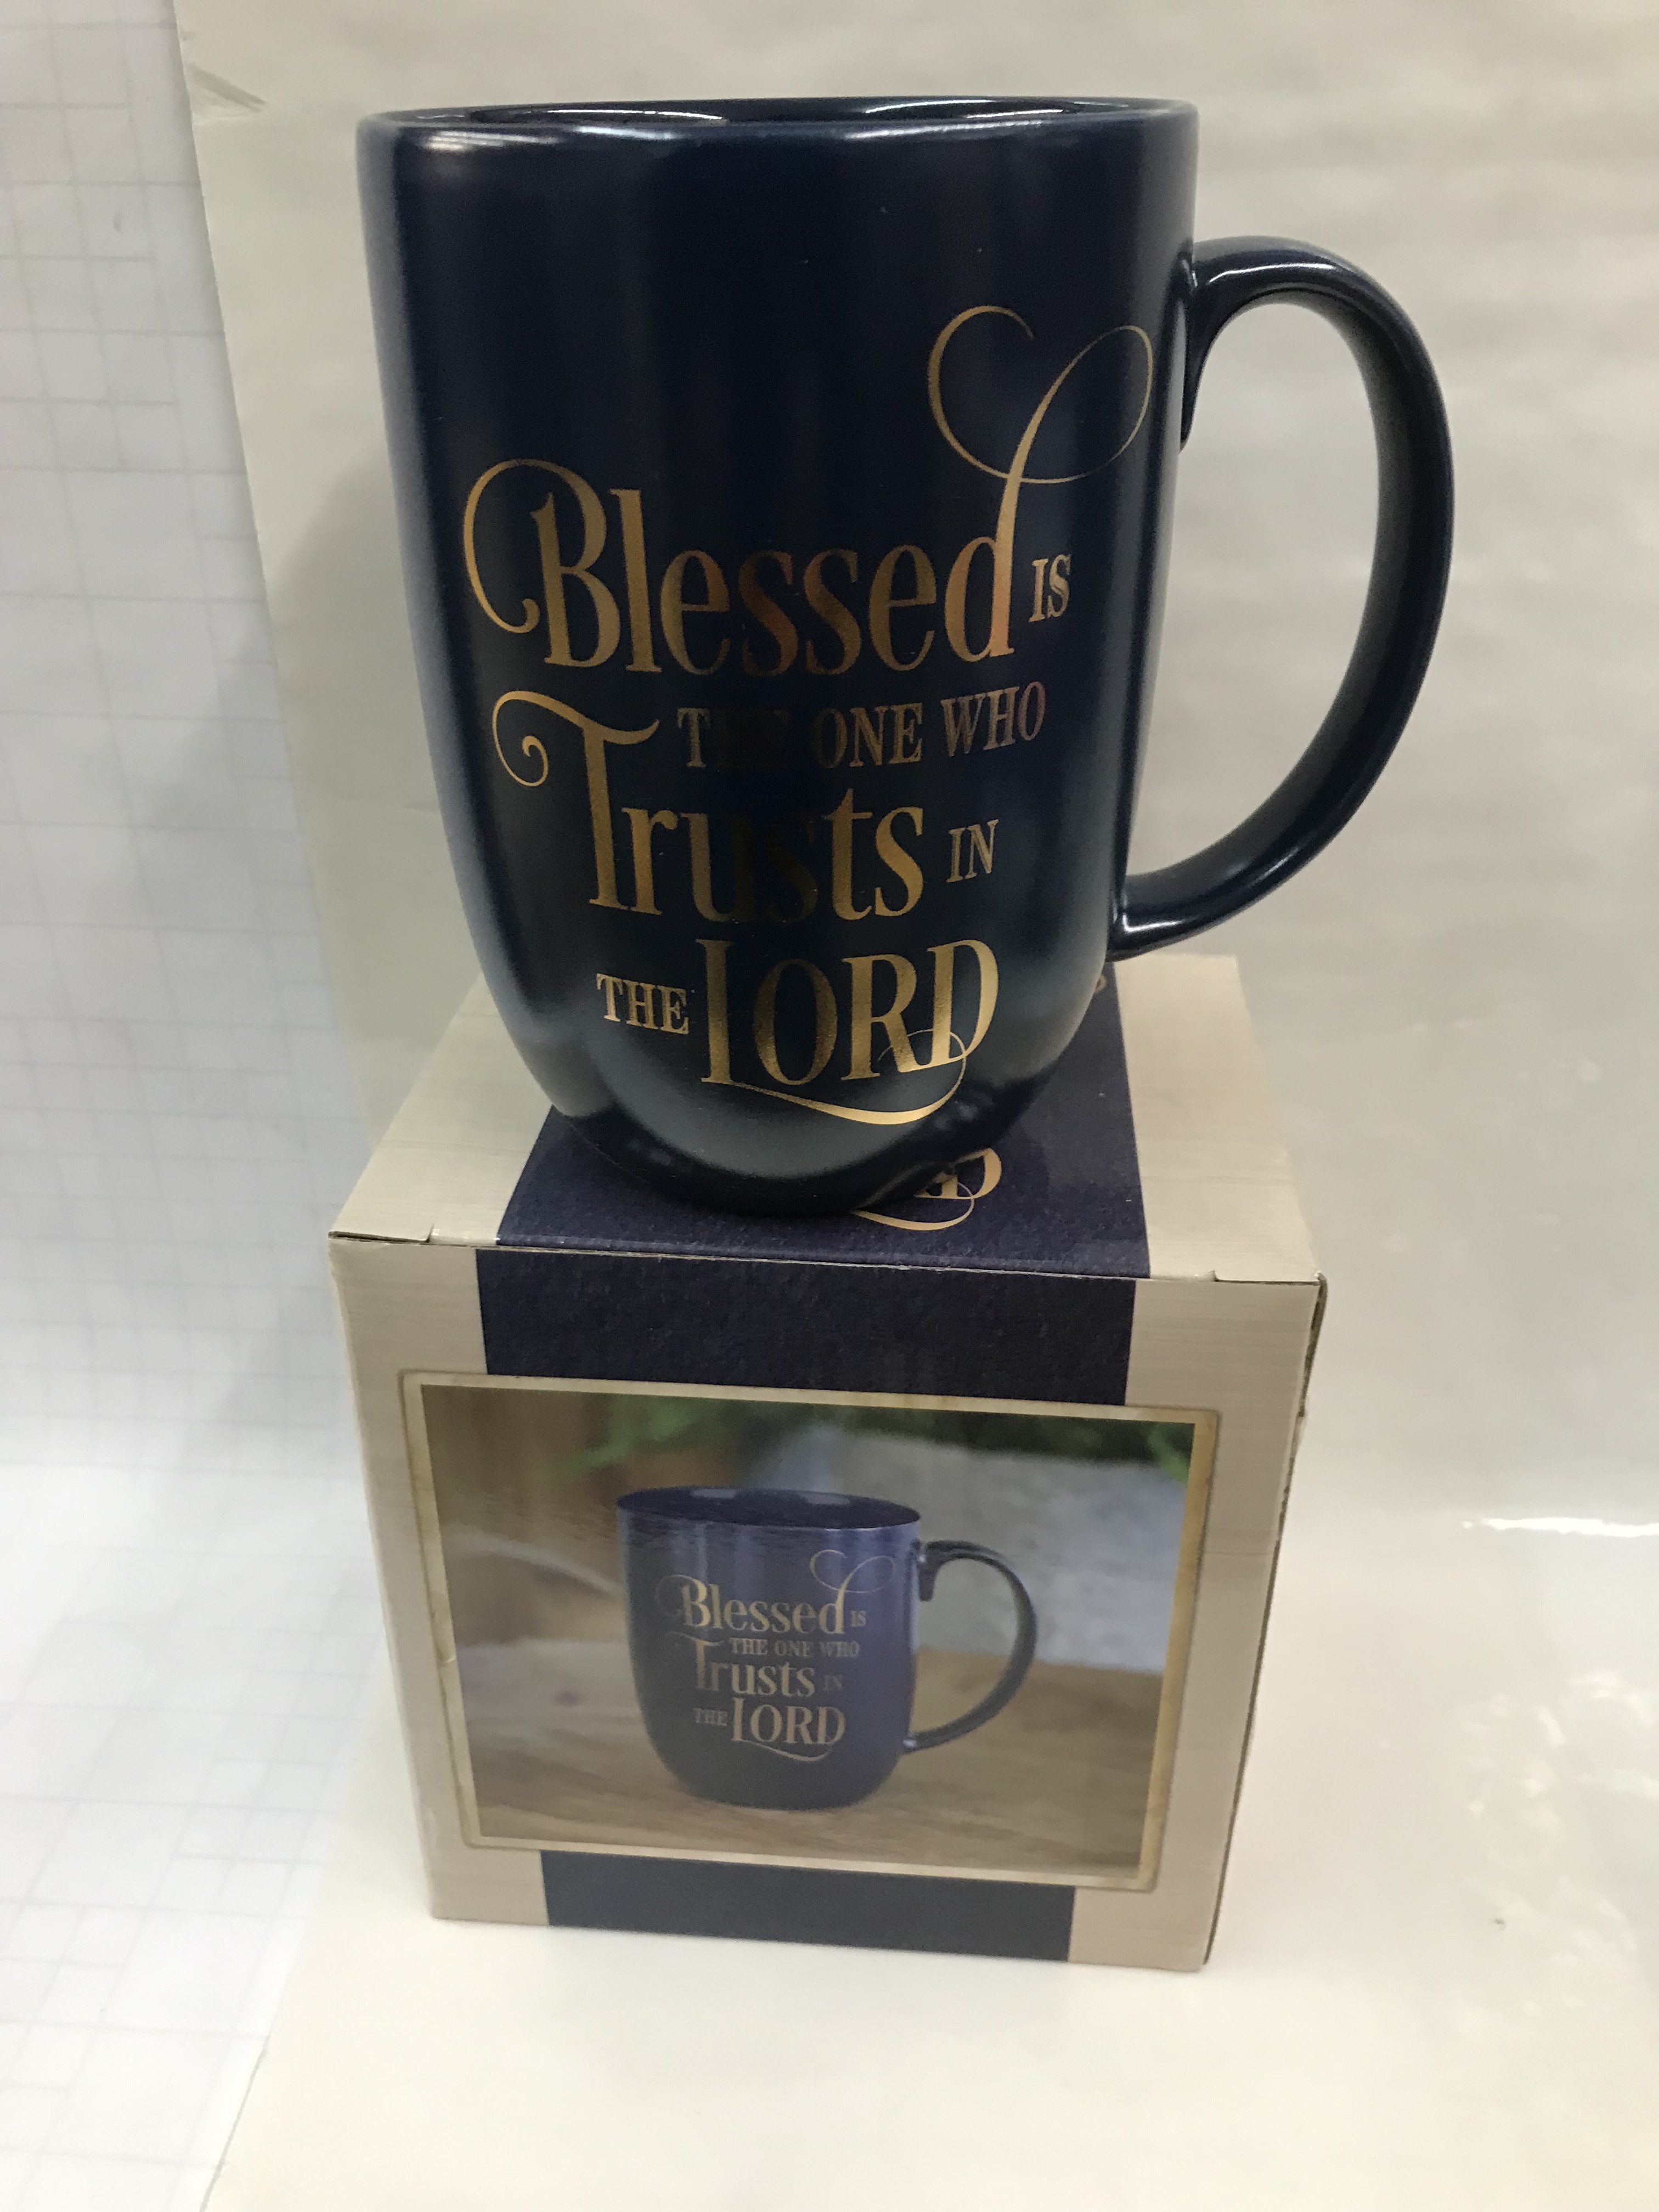 Blessed IS
THE ONE WHO
Trusts IN
THE LORD
Blessed IS
THE ONE WHO
Trusts IN
THE LORD